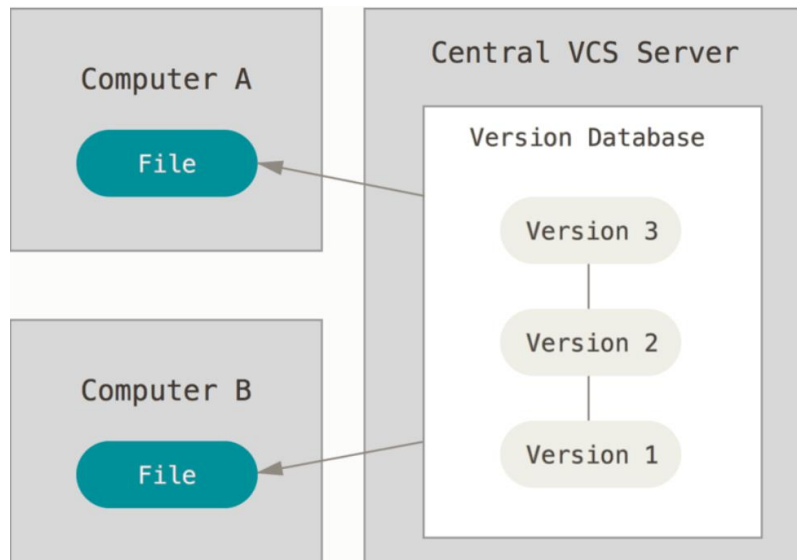 Computer A
File
Computer B
File
Central VCS Server
Version Database
Version 3
Version 2
Version 1